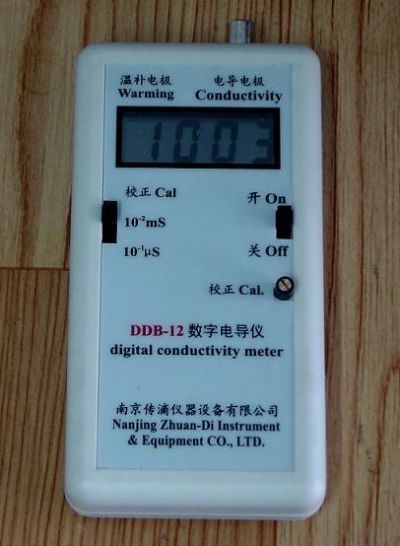 温补电极 电导电极
Warming Conductivity
1003
校正 Cal 开 On
10⁻²mS
10⁻¹μS 关 Off
校正 Cal.
DDB-12 数字电导仪
digital conductivity meter
南京传滴仪器设备有限公司
Nanjing Zhuan-Di Instrument
& Equipment CO., LTD.